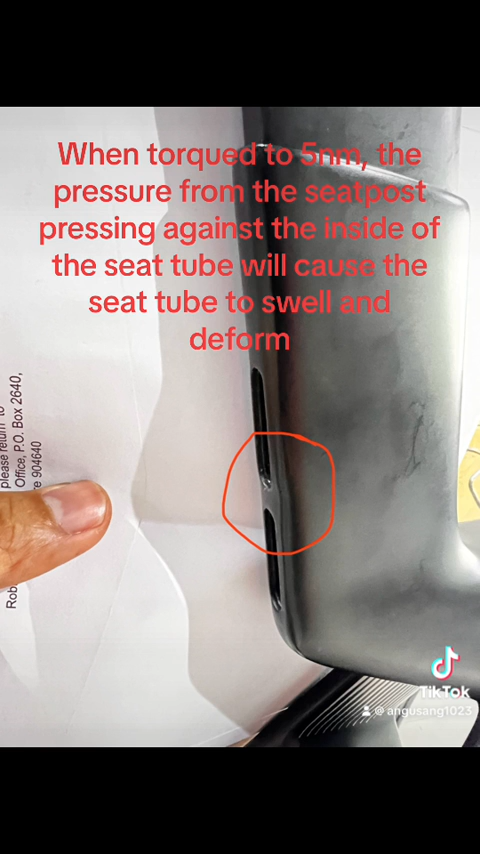 When torqued to 5nm, the
pressure from the seatpost
pressing against the inside of
the seat tube will cause the
seat tube to swell and
deform
please return to
Office, P.O. Box 2640,
re 904640
Rob
TikTok
@angusang1023